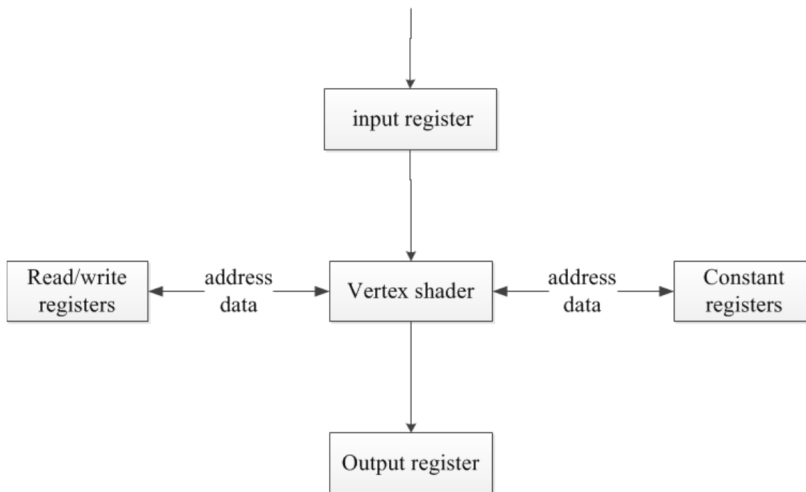 input register
Read/write
registers
address
data
Vertex shader
address
data
Constant
registers
Output register